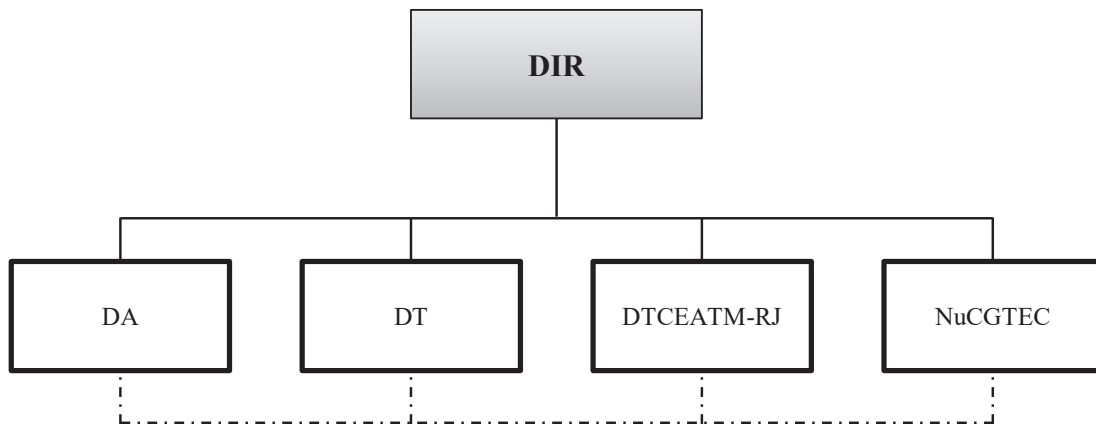 DIR
DA
DT
DTCEATM-RJ
NuCGTEC